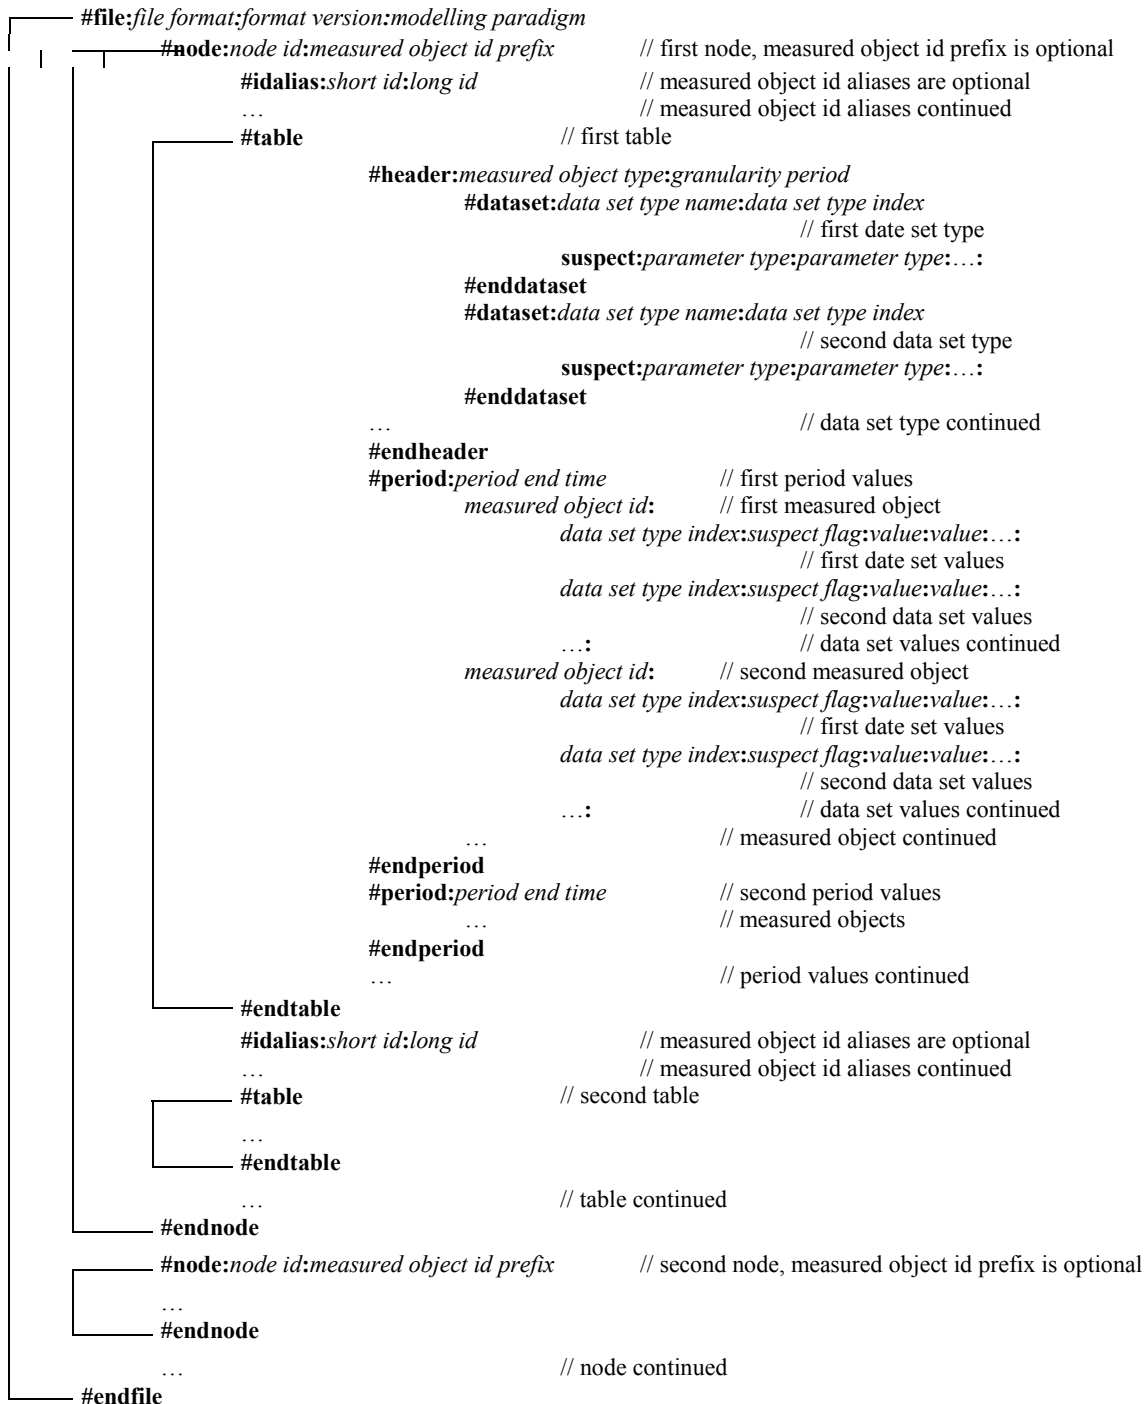 #file:file format:format version:modelling paradigm
#node:node id:measured object id prefix // first node, measured object id prefix is optional
#idalias:short id:long id // measured object id aliases are optional
… // measured object id aliases continued
#table // first table
#header:measured object type:granularity period
#dataset:data set type name:data set type index
// first date set type
suspect:parameter type:parameter type:…:
#enddataset
#dataset:data set type name:data set type index
// second data set type
suspect:parameter type:parameter type:…:
#enddataset
… // data set type continued
#endheader
#period:period end time // first period values
measured object id: // first measured object
data set type index:suspect flag:value:value:…:
// first date set values
data set type index:suspect flag:value:value:…:
// second data set values
…: // data set values continued
measured object id: // second measured object
data set type index:suspect flag:value:value:…:
// first date set values
data set type index:suspect flag:value:value:…:
// second data set values
…: // data set values continued
… // measured object continued
#endperiod
#period:period end time // second period values
… // measured objects
#endperiod
… // period values continued
#endtable
#idalias:short id:long id // measured object id aliases are optional
… // measured object id aliases continued
#table // second table
…
#endtable
… // table continued
#endnode
#node:node id:measured object id prefix // second node, measured object id prefix is optional
…
#endnode
… // node continued
#endfile